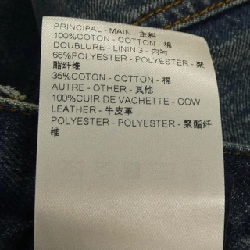 PRINCIPAL - MAIN - 主料
100%COTON - COTTON - 棉
DOUBLURE - LINING - 内衬
65%POLYESTER - POLYESTER - 聚
酯纤维
35%COTON - COTTON - 棉
AUTRE - OTHER - 其他
100%CUIR DE VACHETTE - COW
LEATHER - 牛皮革
POLYESTER - POLYESTER - 聚酯纤
维